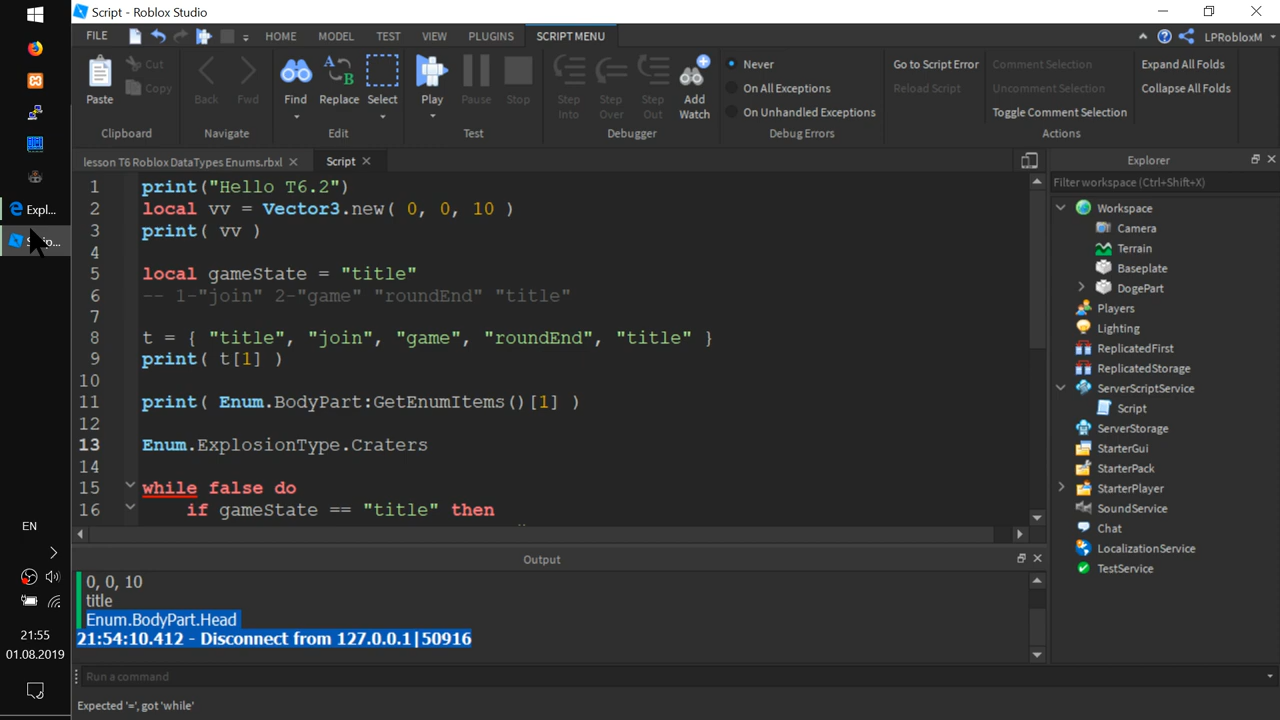 Script - Roblox Studio
FILE HOME MODEL TEST VIEW PLUGINS SCRIPT MENU LPRobloxM
Paste Cut Copy
Back Fwd
Find Replace Select
Play Pause Stop
Step Into Step Over Step Out Add Watch
Never
On All Exceptions
On Unhandled Exceptions
Go to Script Error
Reload Script
Comment Selection
Uncomment Selection
Toggle Comment Selection
Expand All Folds
Collapse All Folds
Clipboard Navigate Edit Test Debugger Debug Errors Actions
lesson T6 Roblox DataTypes Enums.rbxl Script
1 print("Hello T6.2")
2 local vv = Vector3.new( 0, 0, 10 )
3 print( vv )
4
5 local gameState = "title"
6 -- 1-"join" 2-"game" "roundEnd" "title"
7
8 t = { "title", "join", "game", "roundEnd", "title" }
9 print( t[1] )
10
11 print( Enum.BodyPart:GetEnumItems()[1] )
12
13 Enum.ExplosionType.Craters
14
15 while false do
16 if gameState == "title" then
Output
0, 0, 10
title
Enum.BodyPart.Head
21:54:10.412 - Disconnect from 127.0.0.1|50916
Run a command
Expected '=', got 'while'
Explorer
Filter workspace (Ctrl+Shift+X)
Workspace
Camera
Terrain
Baseplate
DogePart
Players
Lighting
ReplicatedFirst
ReplicatedStorage
ServerScriptService
Script
ServerStorage
StarterGui
StarterPack
StarterPlayer
SoundService
Chat
LocalizationService
TestService
Expl...
EN
21:55
01.08.2019